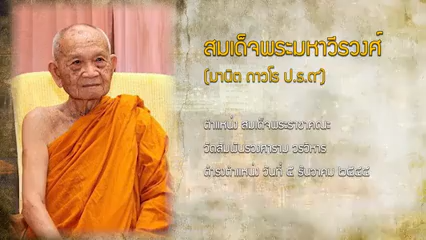 สมเด็จพระมหาวีรวงศ์
(มานิต ถาวโร ป.ธ.๙)
ตำแหน่ง สมเด็จพระราชาคณะ
วัดสัมพันธวงศาราม วรวิหาร
ดำรงตำแหน่ง วันที่ ๕ ธันวาคม ๒๕๔๔